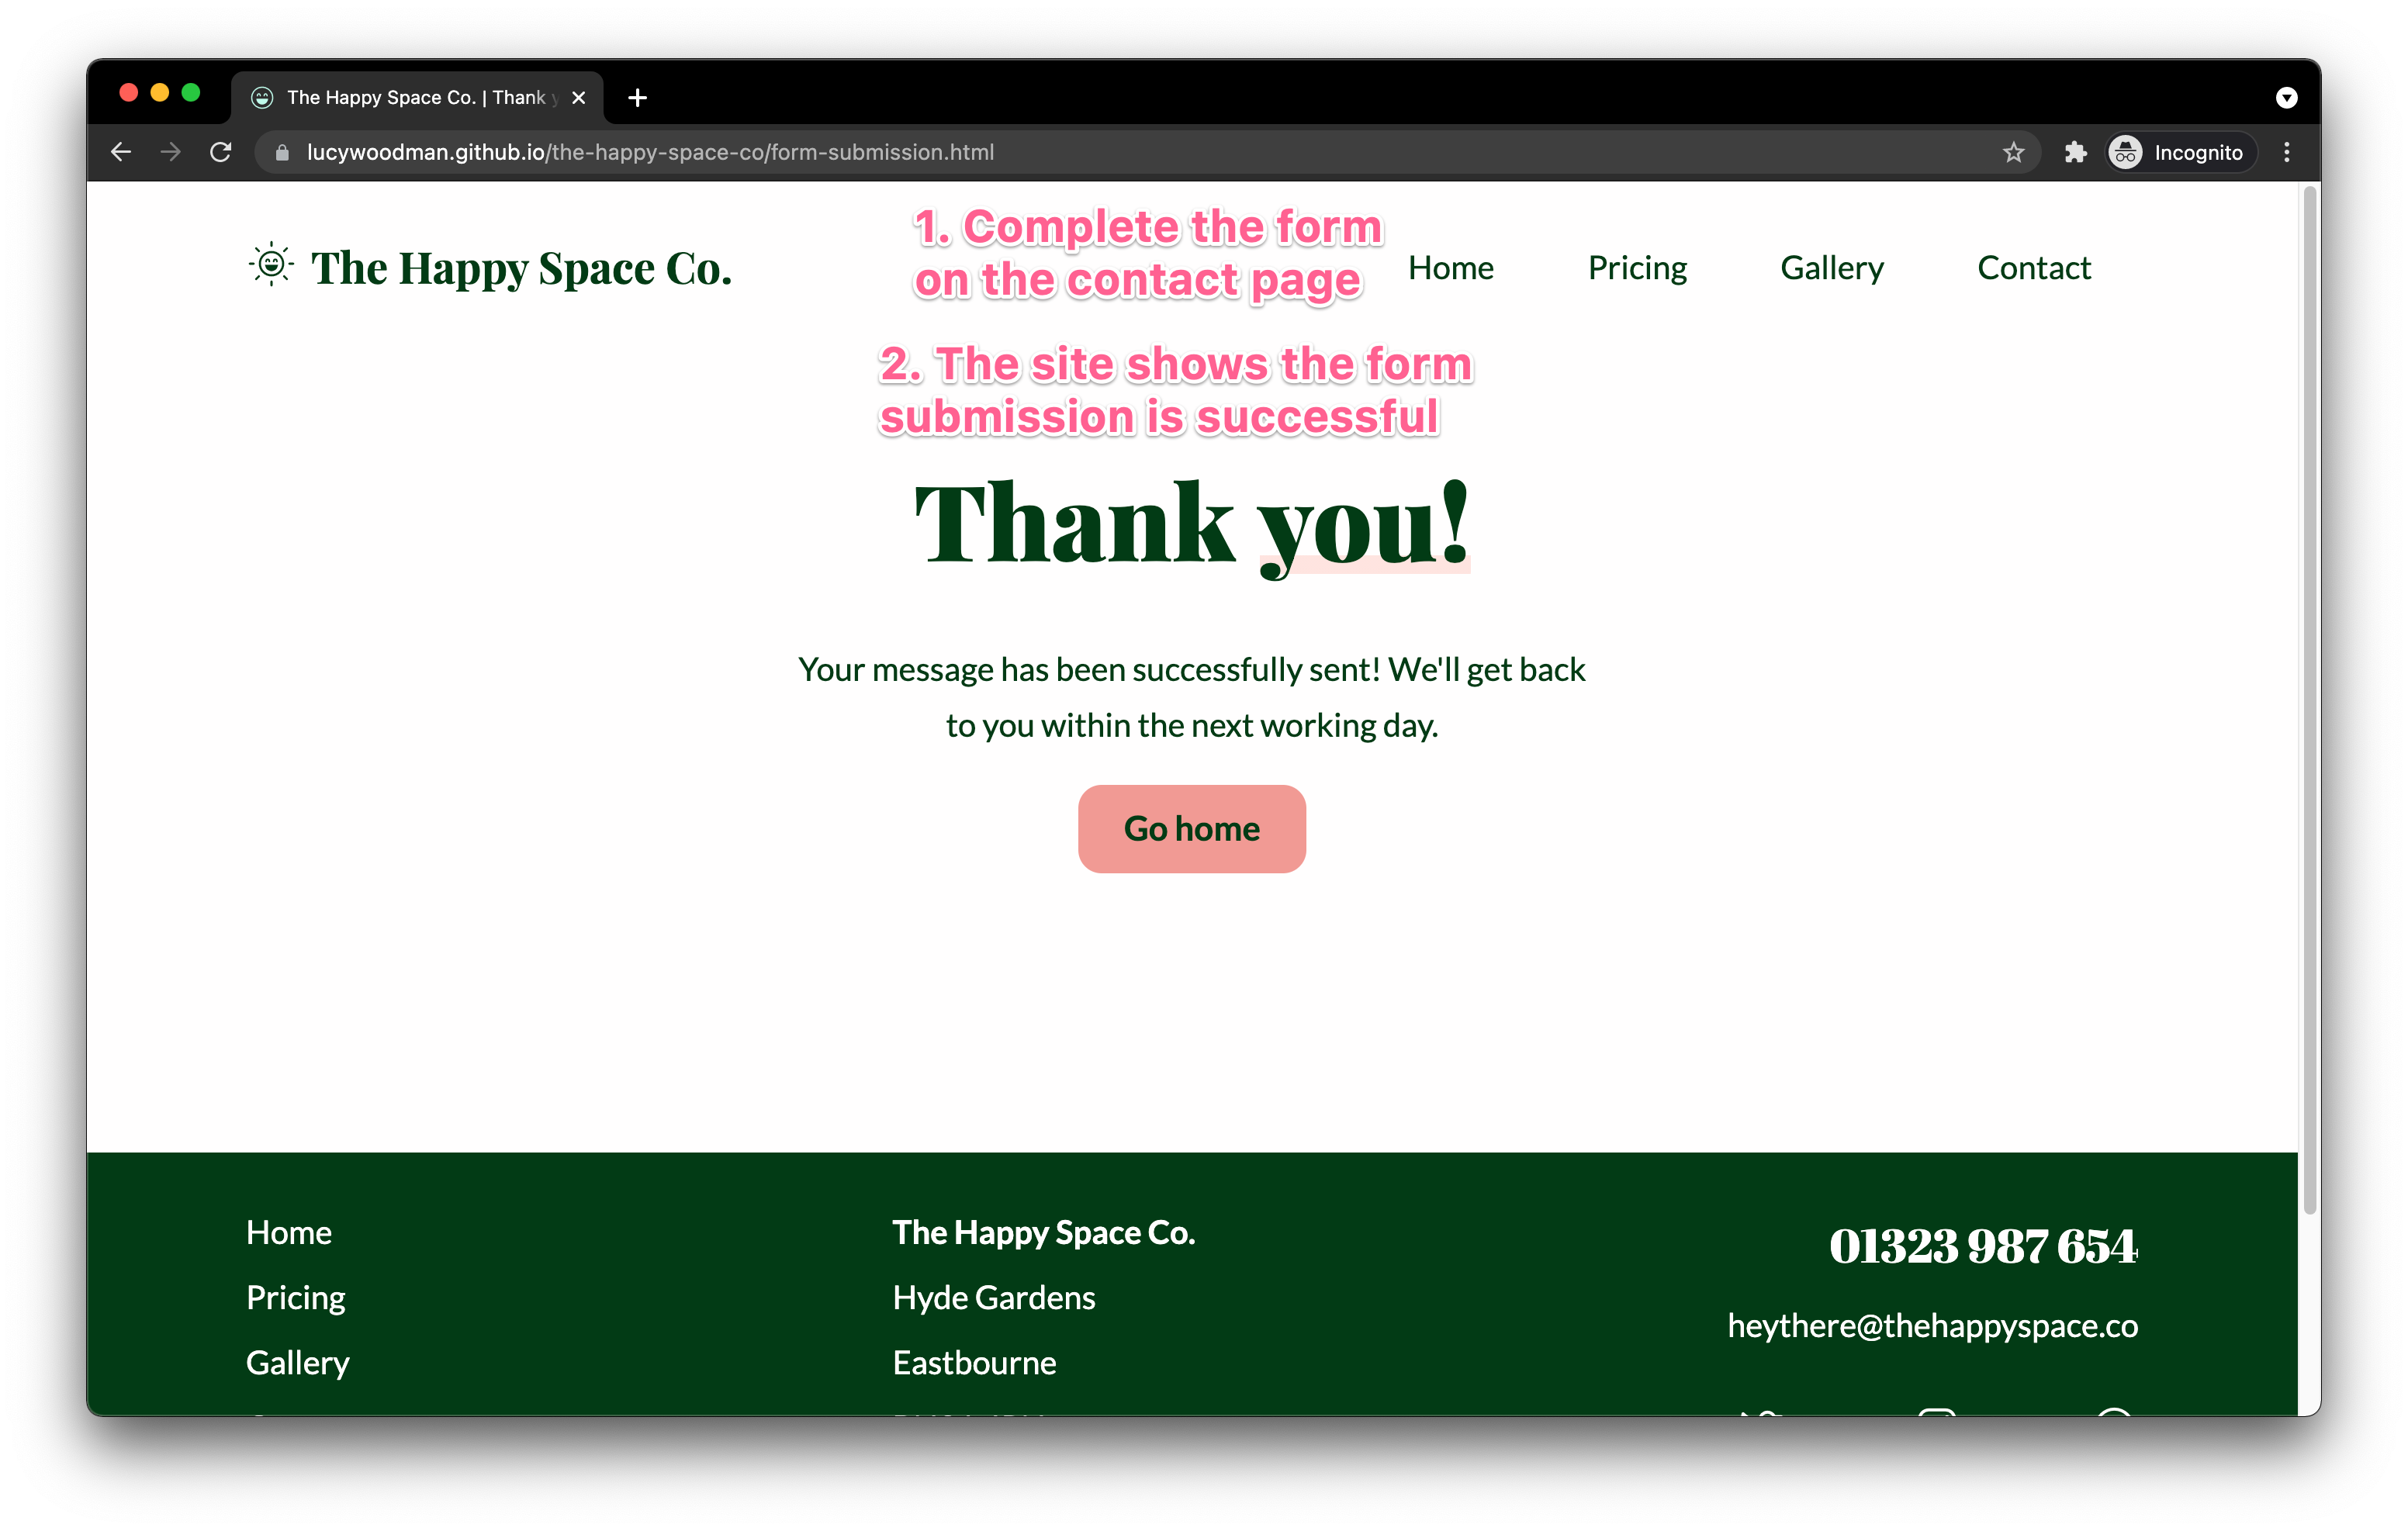 The Happy Space Co. | Thank
lucywoodman.github.io/the-happy-space-co/form-submission.html
Incognito
The Happy Space Co.
1. Complete the form
on the contact page
Home
Pricing
Gallery
Contact
2. The site shows the form
submission is successful
Thank you!
Your message has been successfully sent! We'll get back
to you within the next working day.
Go home
Home
Pricing
Gallery
The Happy Space Co.
Hyde Gardens
Eastbourne
01323 987 654
heythere@thehappyspace.co